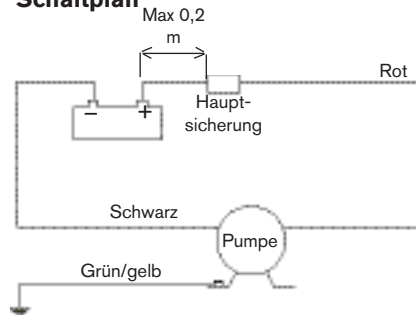 Schaltplan
Max 0,2
m
Rot
Haupt-
sicherung
– +
Schwarz
Pumpe
Grün/gelb